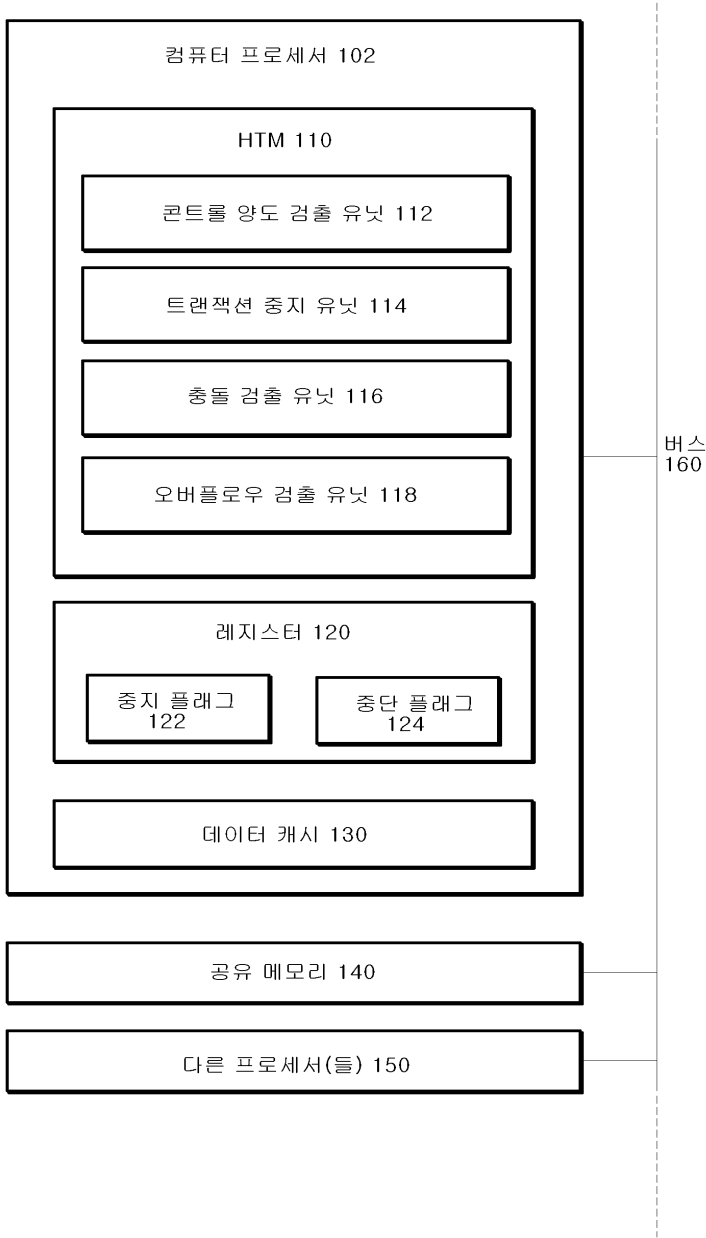 컴퓨터 프로세서 102
HTM 110
콘트롤 양도 검출 유닛 112
트랜잭션 중지 유닛 114
충돌 검출 유닛 116
오버플로우 검출 유닛 118
버스
160
레지스터 120
중지 플래그
122
중단 플래그
124
데이터 캐시 130
공유 메모리 140
다른 프로세서(들) 150